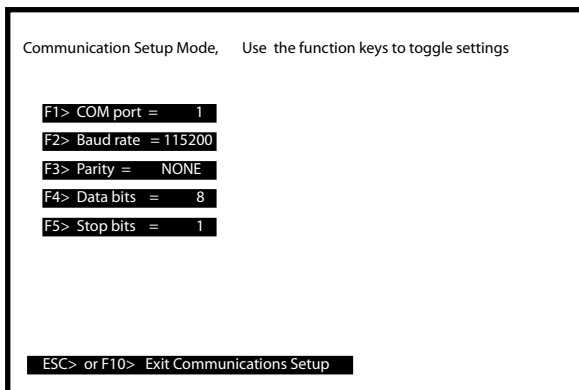 Communication Setup Mode, Use the function keys to toggle settings
F1> COM port = 1
F2> Baud rate = 115200
F3> Parity = NONE
F4> Data bits = 8
F5> Stop bits = 1
ESC> or F10> Exit Communications Setup